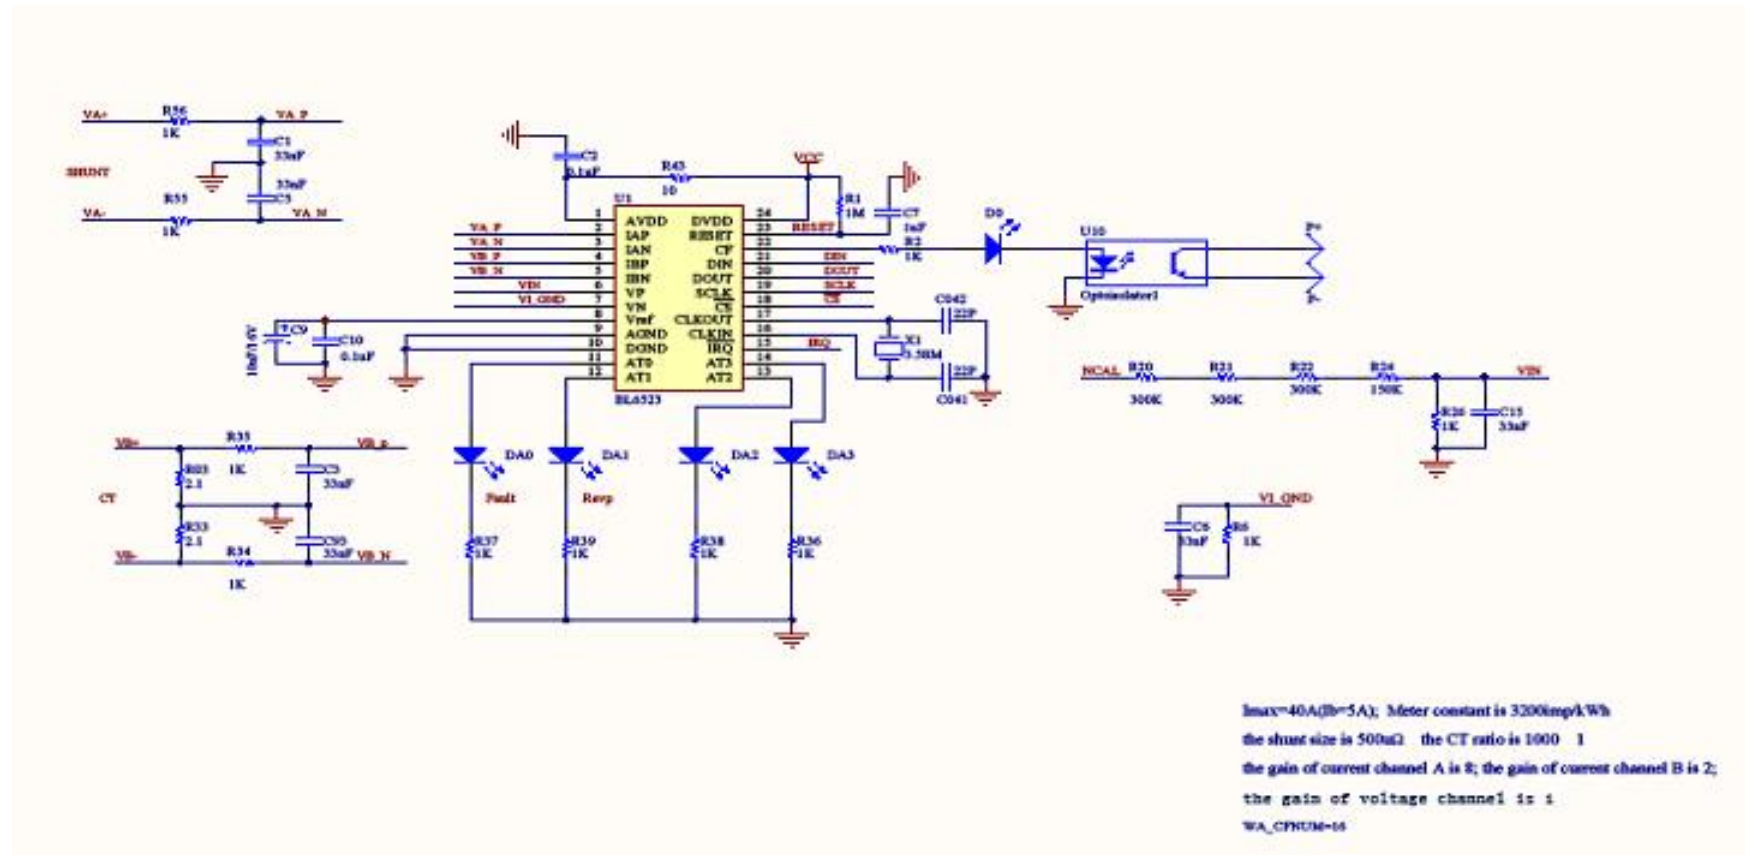 VA+
R56
1K
VA_P
C1
33nF
SHUNT
33nF
C5
R55
1K
VA-
VA_N
C2
0.1uF
R43
10
VCC
R1
1M
C7
1uF
U1
1 AVDD DVDD 24
VA_P 2 IAP RESET 23 RESET
VA_N 3 IAN CF 22
VB_P 4 IBP DIN 21 DIN
VB_N 5 IBN DOUT 20 DOUT
VIN 6 VP SCLK 19 SCLK
VI_GND 7 VN CS 18 CS
8 Vref CLKOUT 17
9 AGND CLKIN 16
10 DGND IRQ 15 IRQ
11 AT0 AT3 14
12 AT1 AT2 13
BL6523
R2
1K
D0
U16
Optoisolator1
P+
P-
C9
C10
0.1uF
C042
22P
X1
3.58M
22P
C041
NCAL
R20
300K
R21
300K
R22
300K
R24
150K
VIN
R26
1K
C15
33nF
VB+
R35
1K
VB_p
2.1
C3
33nF
CT
R33
2.1
C93
33nF
VB-
R34
1K
VB_N
DA0
DA1
DA2
DA3
Fault
Revp
R37
1K
R39
1K
R38
1K
R36
1K
VI_GND
C6
33nF
R6
1K
Imax=40A(Ib=5A); Meter constant is 3200imp/kWh
the shunt size is 500uΩ the CT ratio is 1000 1
the gain of current channel A is 8; the gain of current channel B is 2;
the gain of voltage channel is 1
WA_CFNUM=16